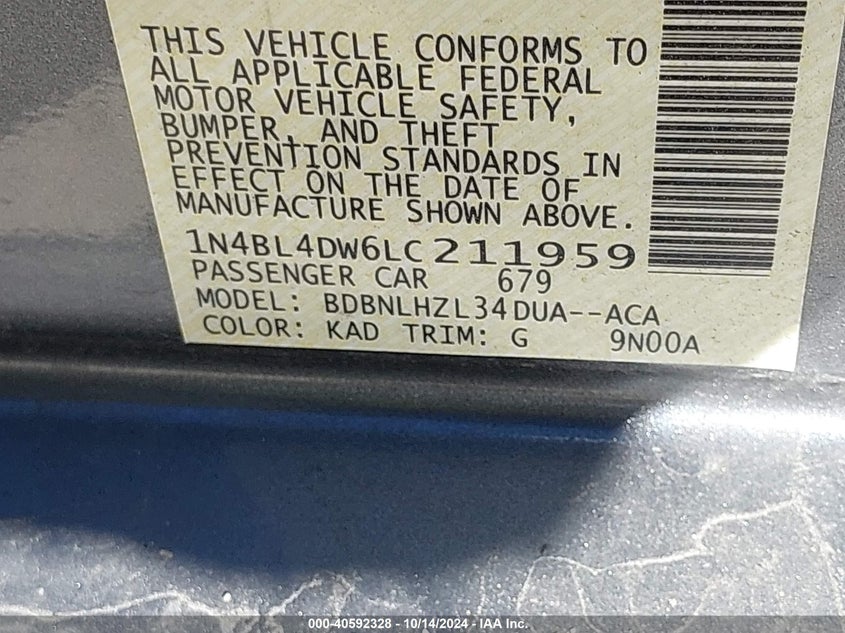 THIS VEHICLE CONFORMS TO
ALL APPLICABLE FEDERAL
MOTOR VEHICLE SAFETY,
BUMPER, AND THEFT
PREVENTION STANDARDS IN
EFFECT ON THE DATE OF
MANUFACTURE SHOWN ABOVE.
1N4BL4DW6LC211959
PASSENGER CAR 679
MODEL: BDBNLHZL34DUA--ACA
COLOR: KAD TRIM: G 9N00A
000-40592328 - 10/14/2024 - IAA Inc.